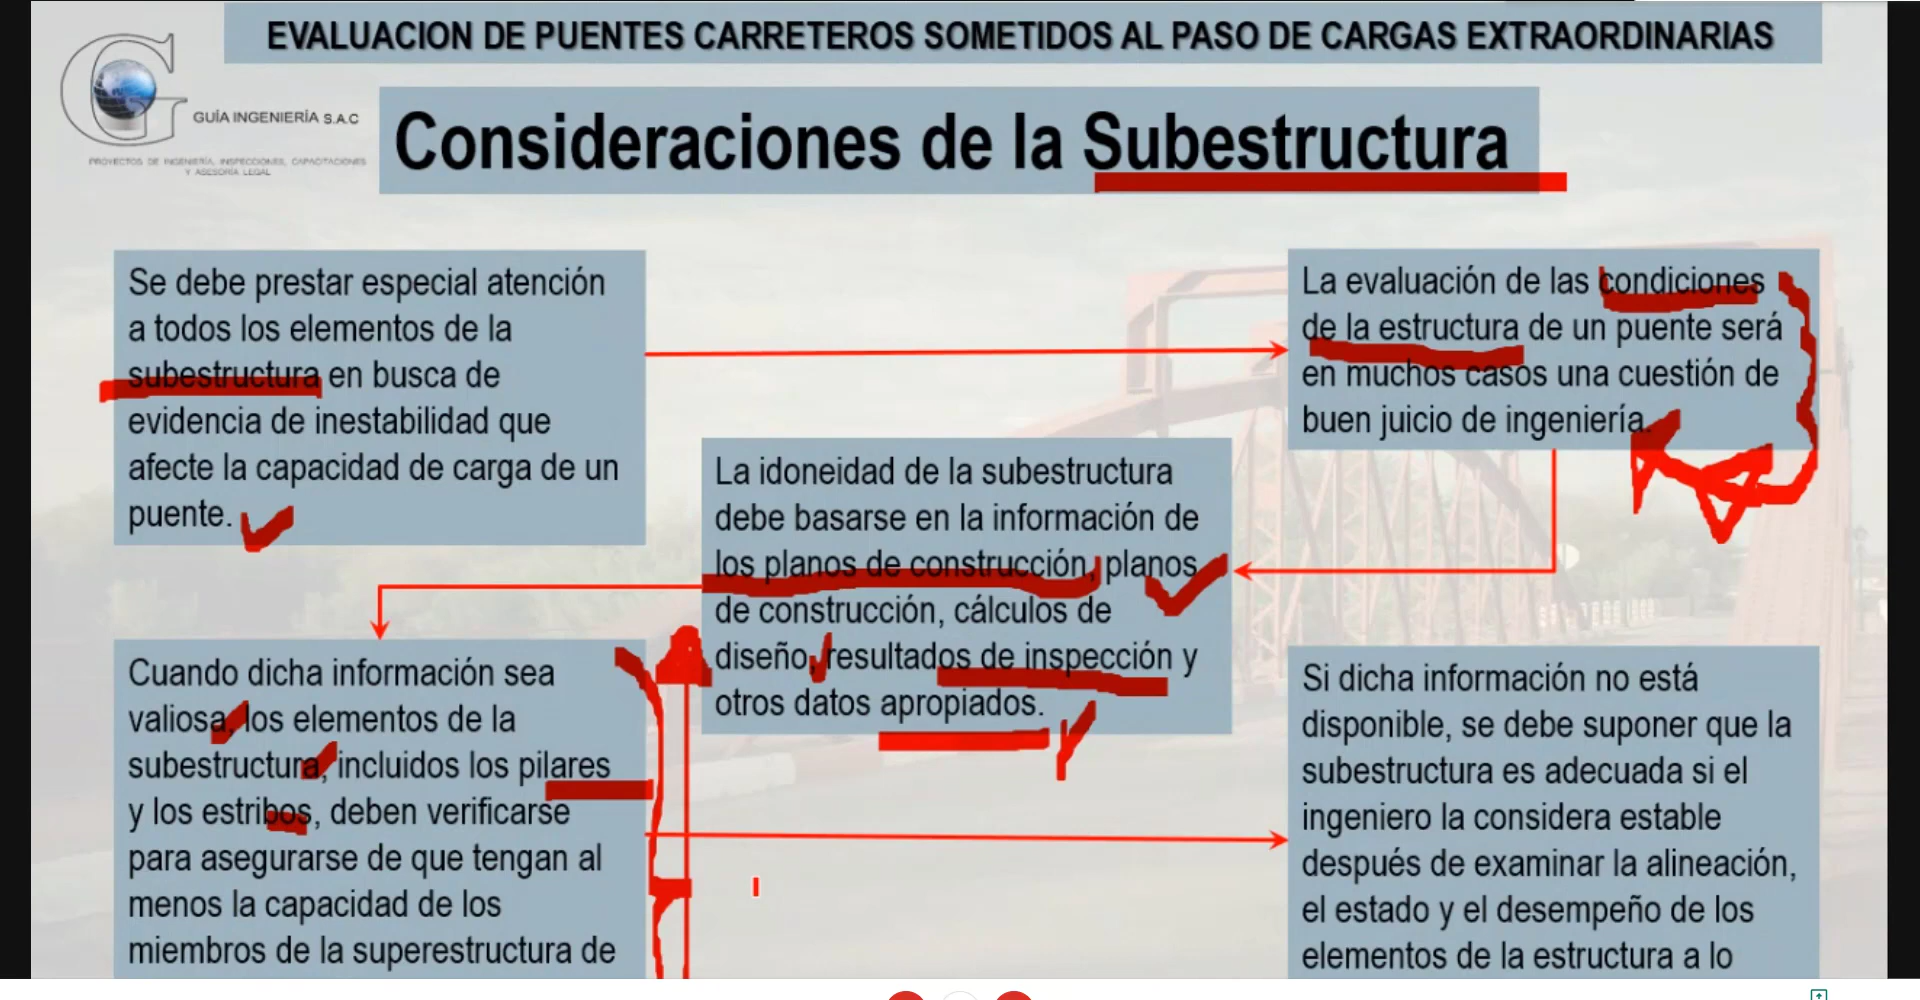 EVALUACION DE PUENTES CARRETEROS SOMETIDOS AL PASO DE CARGAS EXTRAORDINARIAS
GUÍA INGENIERÍA S.A.C
PROYECTOS DE INGENIERÍA, INSPECCIONES, CAPACITACIONES
Y ASESORÍA LEGAL
Consideraciones de la Subestructura
Se debe prestar especial atención
a todos los elementos de la
subestructura en busca de
evidencia de inestabilidad que
afecte la capacidad de carga de un
puente.
La evaluación de las condiciones
de la estructura de un puente será
en muchos casos una cuestión de
buen juicio de ingeniería.
La idoneidad de la subestructura
debe basarse en la información de
los planos de construcción, planos
de construcción, cálculos de
diseño, resultados de inspección y
otros datos apropiados.
Cuando dicha información sea
valiosa, los elementos de la
subestructura, incluidos los pilares
y los estribos, deben verificarse
para asegurarse de que tengan al
menos la capacidad de los
miembros de la superestructura de
Si dicha información no está
disponible, se debe suponer que la
subestructura es adecuada si el
ingeniero la considera estable
después de examinar la alineación,
el estado y el desempeño de los
elementos de la estructura a lo